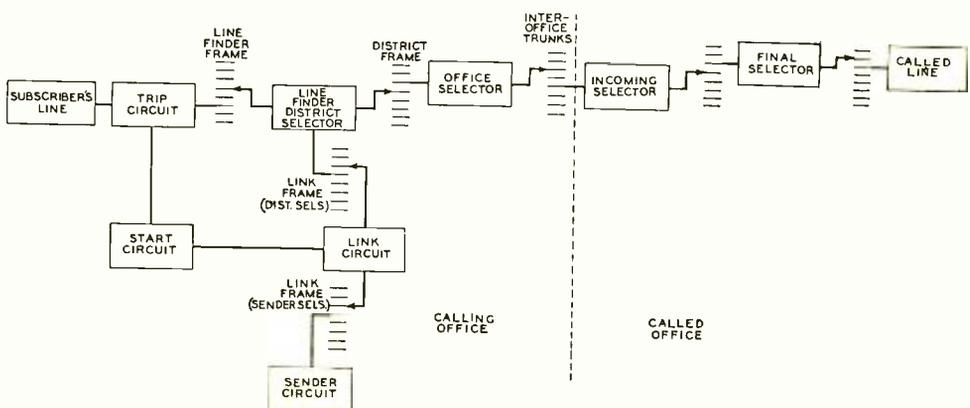 LINE
FINDER
FRAME
DISTRICT
FRAME
INTER-
OFFICE
TRUNKS
SUBSCRIBER'S
LINE
TRIP
CIRCUIT
LINE
FINDER
DISTRICT
SELECTOR
OFFICE
SELECTOR
INCOMING
SELECTOR
FINAL
SELECTOR
CALLED
LINE
LINK
FRAME
(DIST. SELS)
START
CIRCUIT
LINK
CIRCUIT
LINK
FRAME
(SENDER SELS)
CALLING
OFFICE
CALLED
OFFICE
SENDER
CIRCUIT